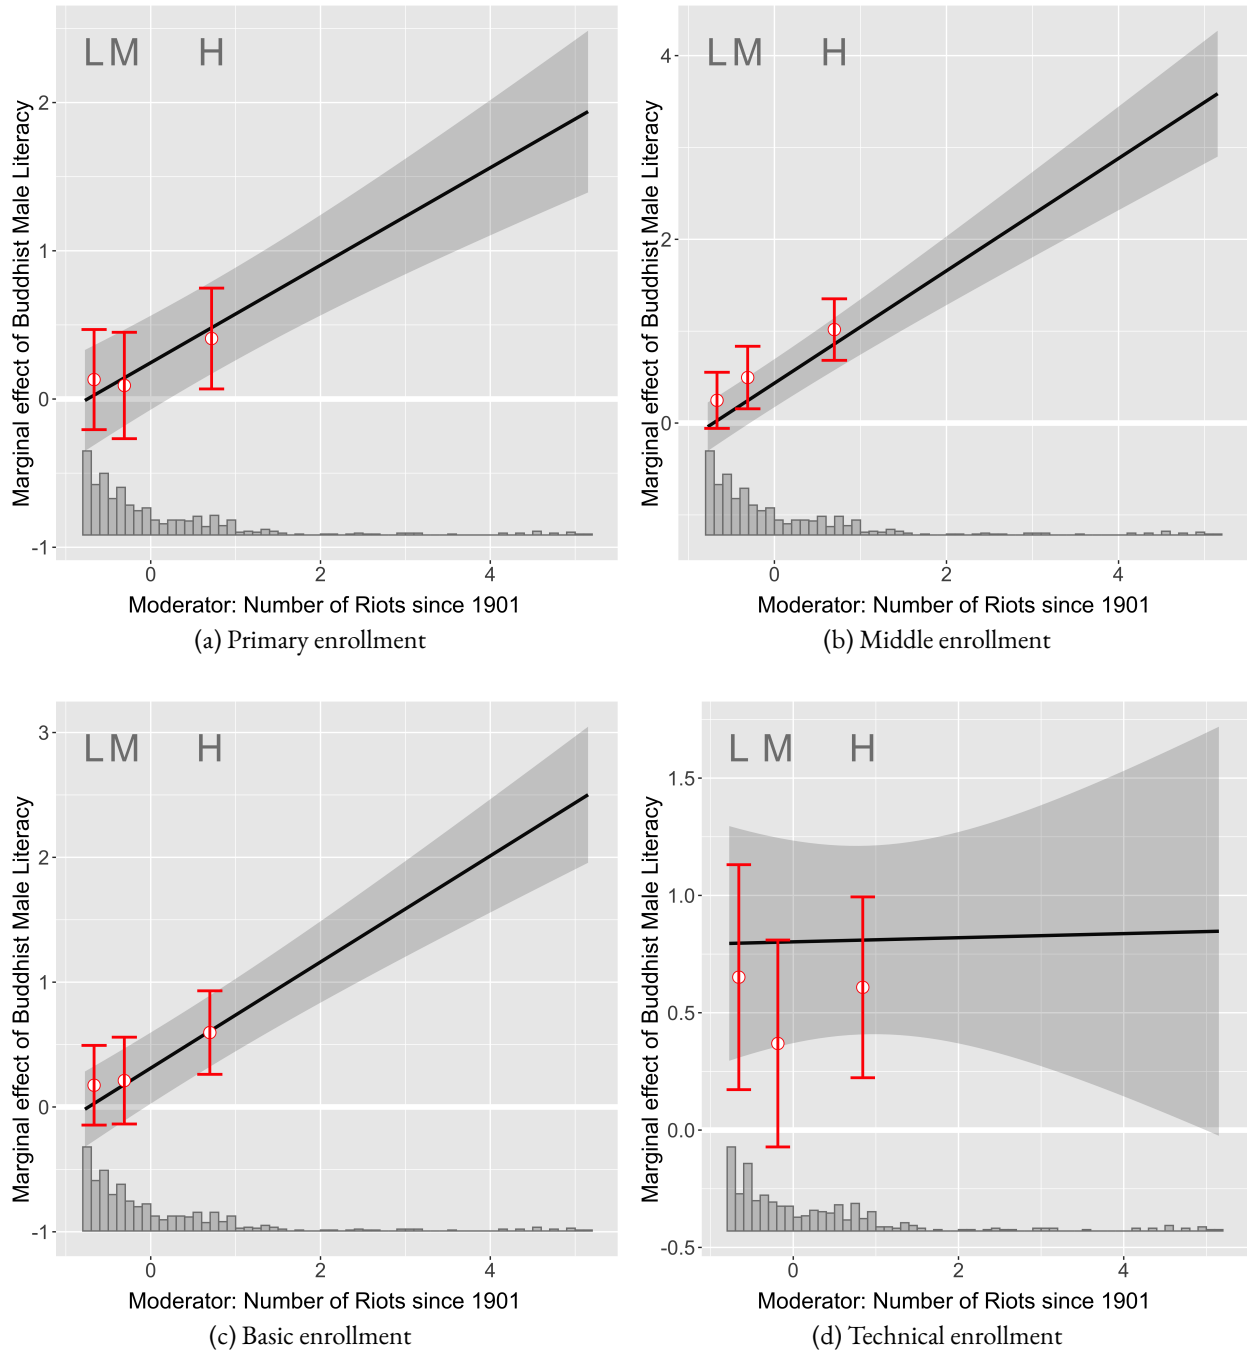 L M H
Marginal effect of Buddhist Male Literacy
2
1
0
-1
0 2 4
Moderator: Number of Riots since 1901
(a) Primary enrollment
L M H
Marginal effect of Buddhist Male Literacy
4
2
0
0 2 4
Moderator: Number of Riots since 1901
(b) Middle enrollment
L M H
Marginal effect of Buddhist Male Literacy
3
2
1
0
-1
0 2 4
Moderator: Number of Riots since 1901
(c) Basic enrollment
L M H
Marginal effect of Buddhist Male Literacy
1.5
1.0
0.5
0.0
-0.5
0 2 4
Moderator: Number of Riots since 1901
(d) Technical enrollment